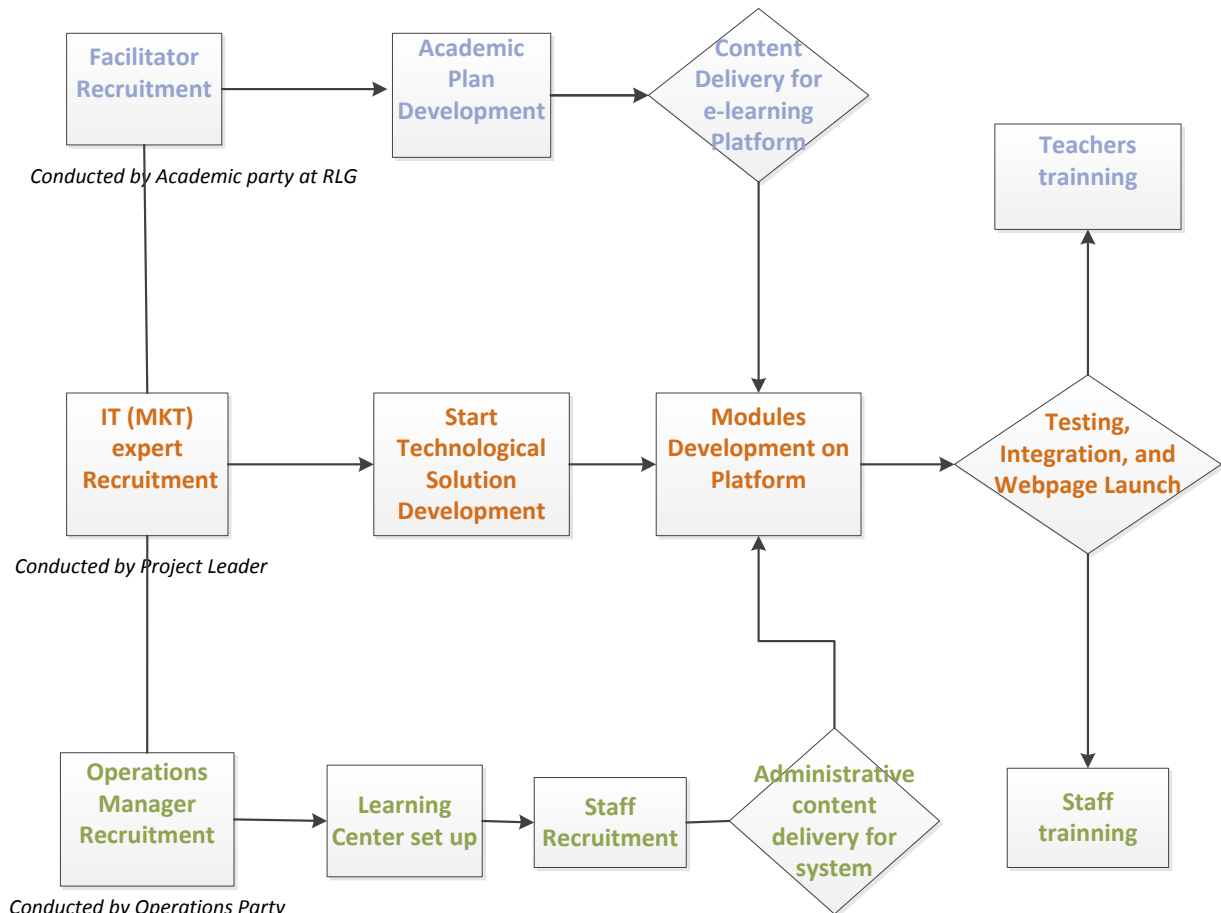 Facilitator
Recruitment
Academic
Plan
Development
Content
Delivery for
e-learning
Platform
Teachers
trainning
Conducted by Academic party at RLG
IT (MKT)
expert
Recruitment
Start
Technological
Solution
Development
Modules
Development on
Platform
Testing,
Integration, and
Webpage Launch
Conducted by Project Leader
Operations
Manager
Recruitment
Learning
Center set up
Staff
Recruitment
Administrative
content
delivery for
system
Staff
trainning
Conducted by Operations Party